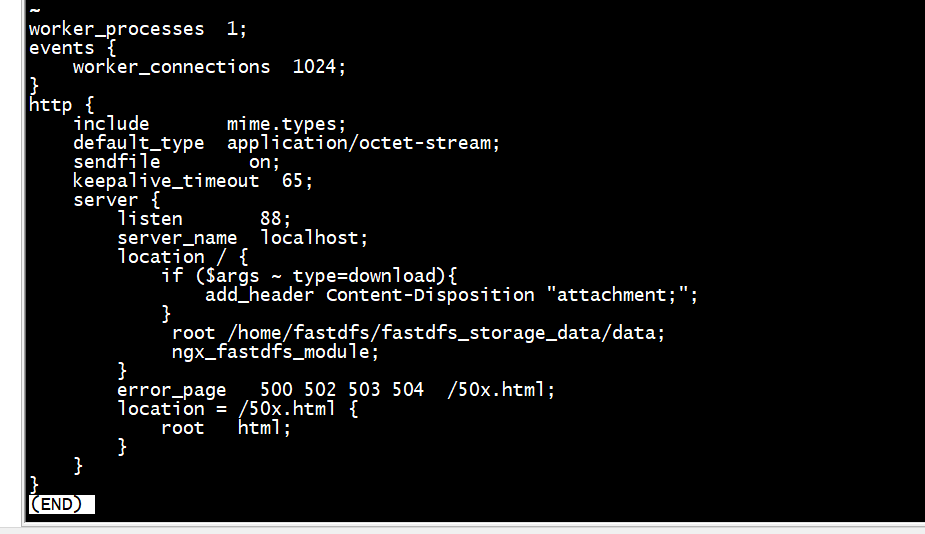 ~
worker_processes  1;
events {
    worker_connections  1024;
}
http {
    include       mime.types;
    default_type  application/octet-stream;
    sendfile        on;
    keepalive_timeout  65;
    server {
        listen       88;
        server_name  localhost;
        location / {
            if ($args ~ type=download){
                add_header Content-Disposition "attachment;";
            }
             root /home/fastdfs/fastdfs_storage_data/data;
             ngx_fastdfs_module;
        }
        error_page   500 502 503 504  /50x.html;
        location = /50x.html {
            root   html;
        }
    }
}
(END)